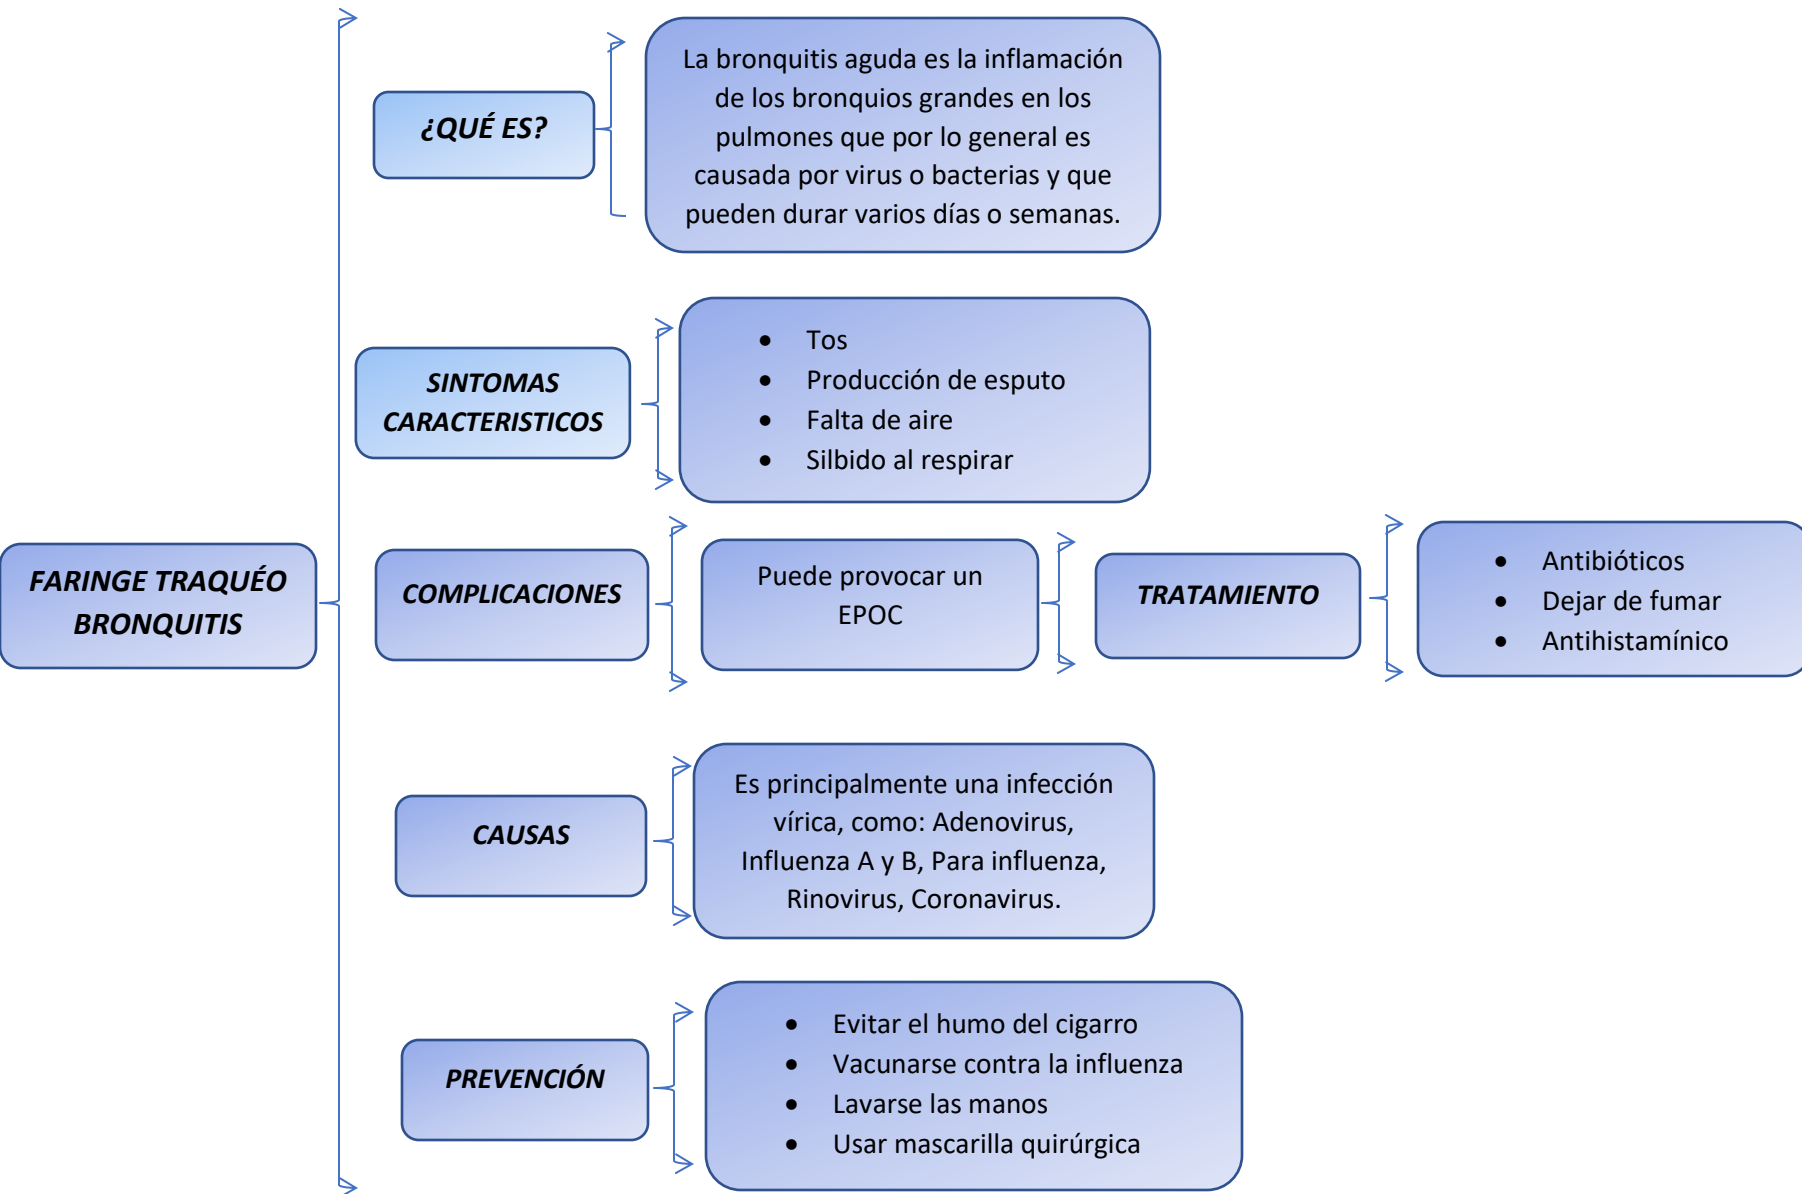 FARINGE TRAQUÉO
BRONQUITIS
¿QUÉ ES?
La bronquitis aguda es la inflamación
de los bronquios grandes en los
pulmones que por lo general es
causada por virus o bacterias y que
pueden durar varios días o semanas.
SINTOMAS
CARACTERISTICOS
• Tos
• Producción de esputo
• Falta de aire
• Silbido al respirar
COMPLICACIONES
Puede provocar un
EPOC
TRATAMIENTO
• Antibióticos
• Dejar de fumar
• Antihistamínico
CAUSAS
Es principalmente una infección
vírica, como: Adenovirus,
Influenza A y B, Para influenza,
Rinovirus, Coronavirus.
PREVENCIÓN
• Evitar el humo del cigarro
• Vacunarse contra la influenza
• Lavarse las manos
• Usar mascarilla quirúrgica